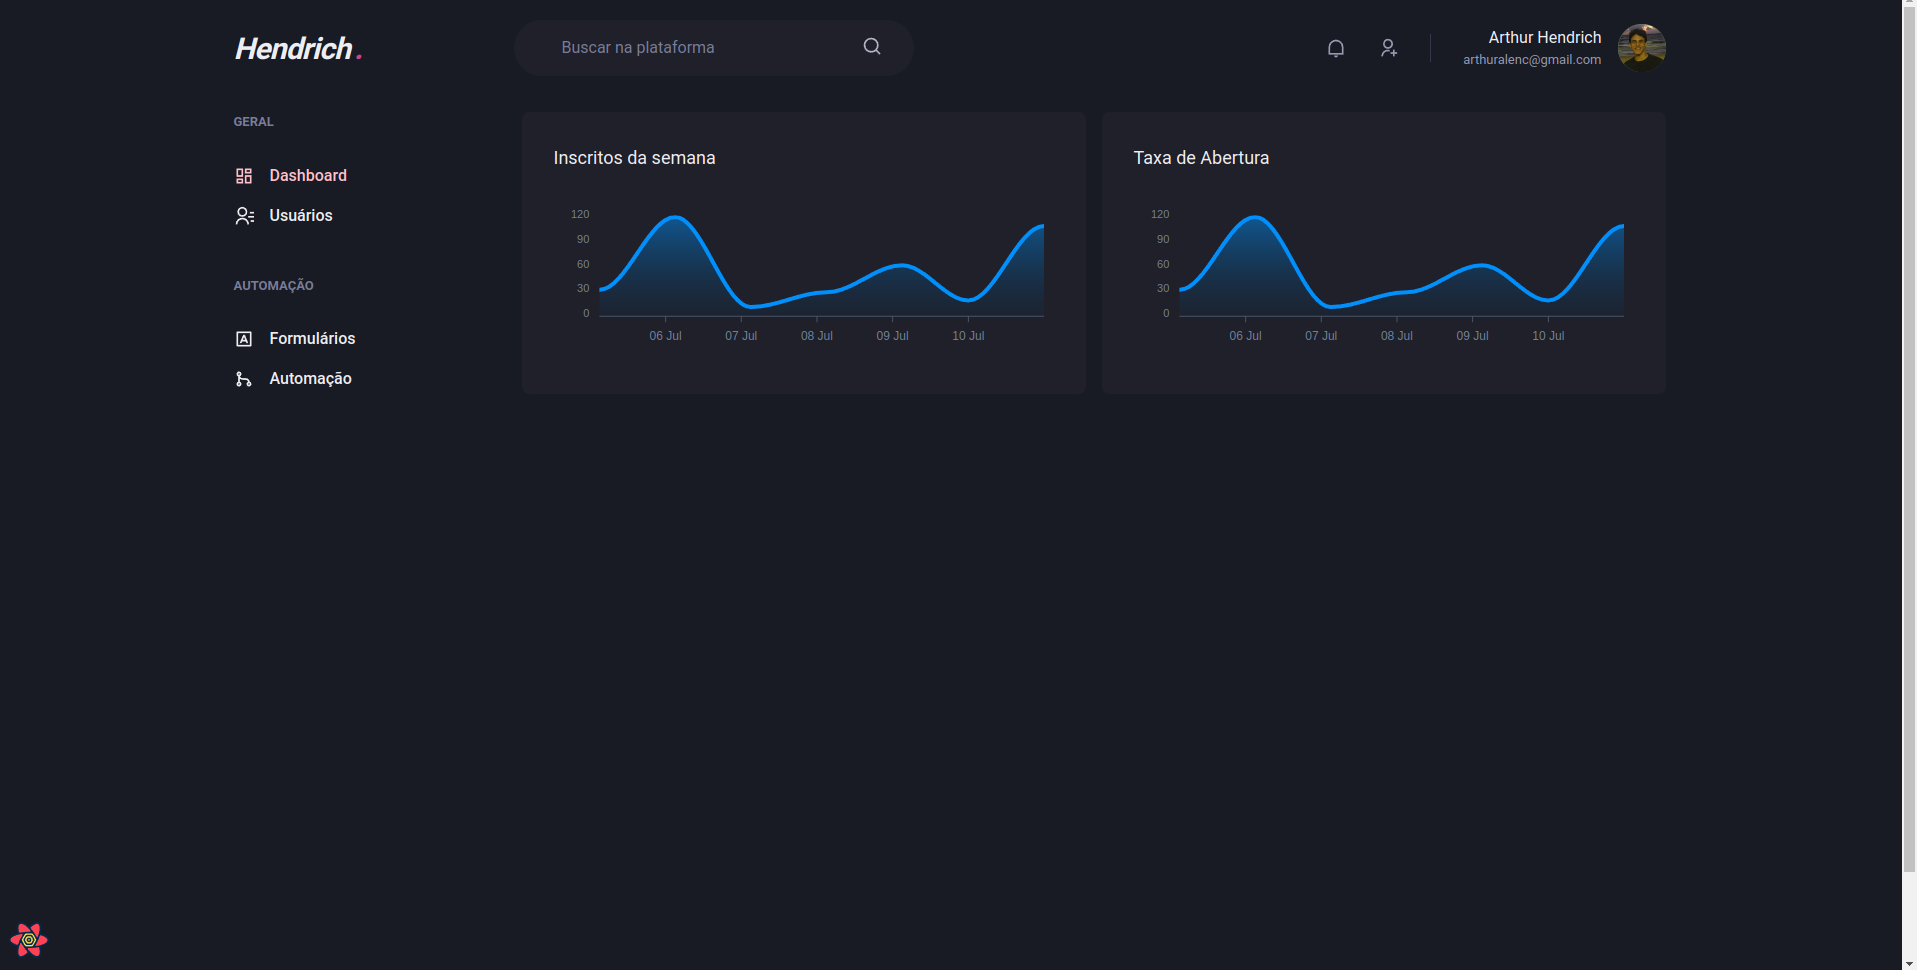 Hendrich.
Buscar na plataforma
Arthur Hendrich
arthuralenc@gmail.com
GERAL
Dashboard
Usuários
AUTOMAÇÃO
Formulários
Automação
Inscritos da semana
120
90
60
30
0
06 Jul 07 Jul 08 Jul 09 Jul 10 Jul
Taxa de Abertura
120
90
60
30
0
06 Jul 07 Jul 08 Jul 09 Jul 10 Jul